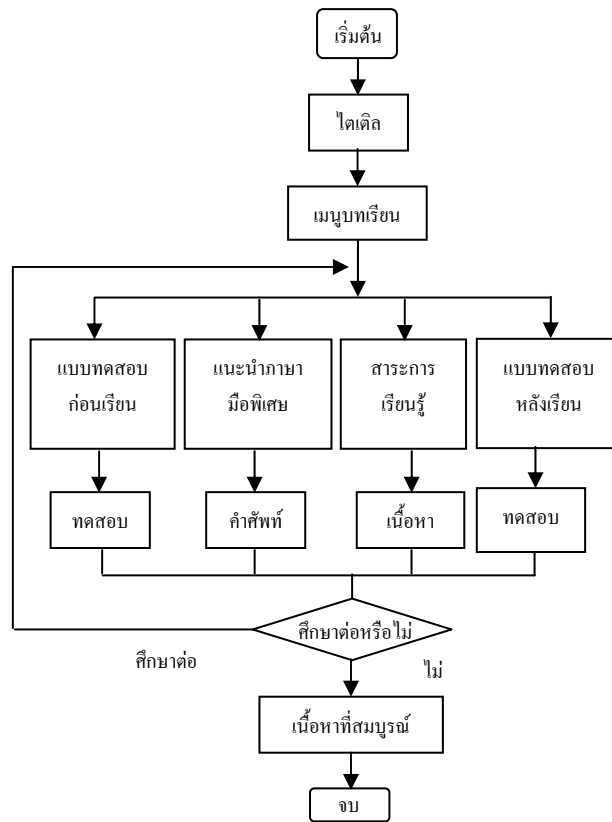 เริ่มต้น
ไตเติล
เมนูบทเรียน
แบบทดสอบ
ก่อนเรียน
แนะนำภาษา
มือพิเศษ
สาระการ
เรียนรู้
แบบทดสอบ
หลังเรียน
ทดสอบ
คำศัพท์
เนื้อหา
ทดสอบ
ศึกษาต่อหรือไม่
ศึกษาต่อ
ไม่
เนื้อหาที่สมบูรณ์
จบ